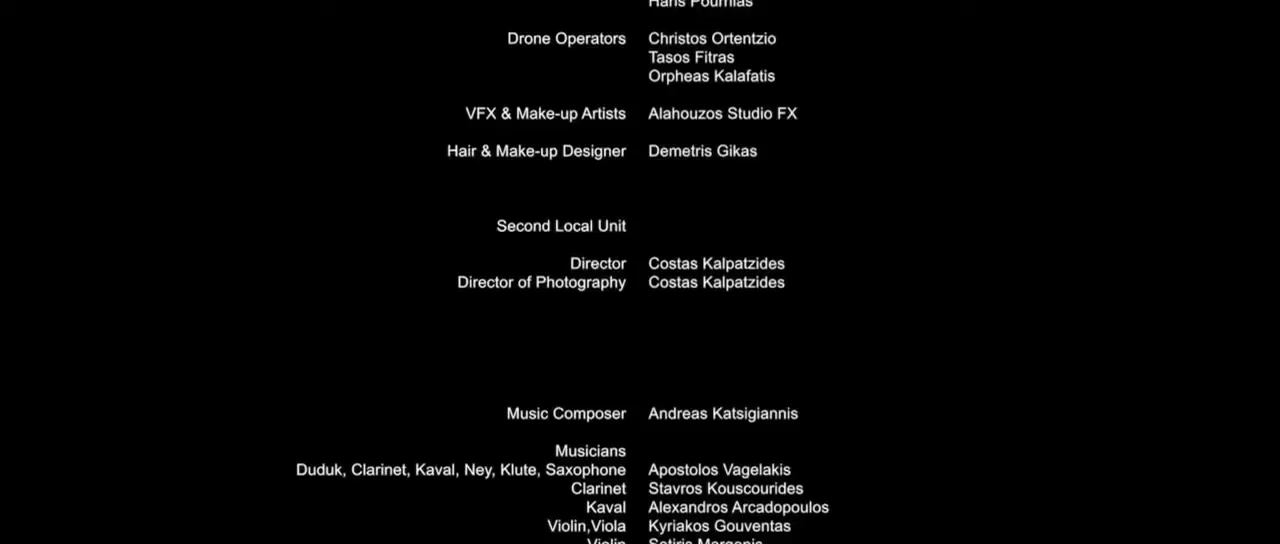 Drone Operators Christos Ortentzio
Tasos Fitras
Orpheas Kalafatis
VFX & Make-up Artists Alahouzos Studio FX
Hair & Make-up Designer Demetris Gikas
Second Local Unit
Director Costas Kalpatzides
Director of Photography Costas Kalpatzides
Music Composer Andreas Katsigiannis
Musicians
Duduk, Clarinet, Kaval, Ney, Klute, Saxophone Apostolos Vagelakis
Clarinet Stavros Kouscourides
Kaval Alexandros Arcadopoulos
Violin,Viola Kyriakos Gouventas
Violin